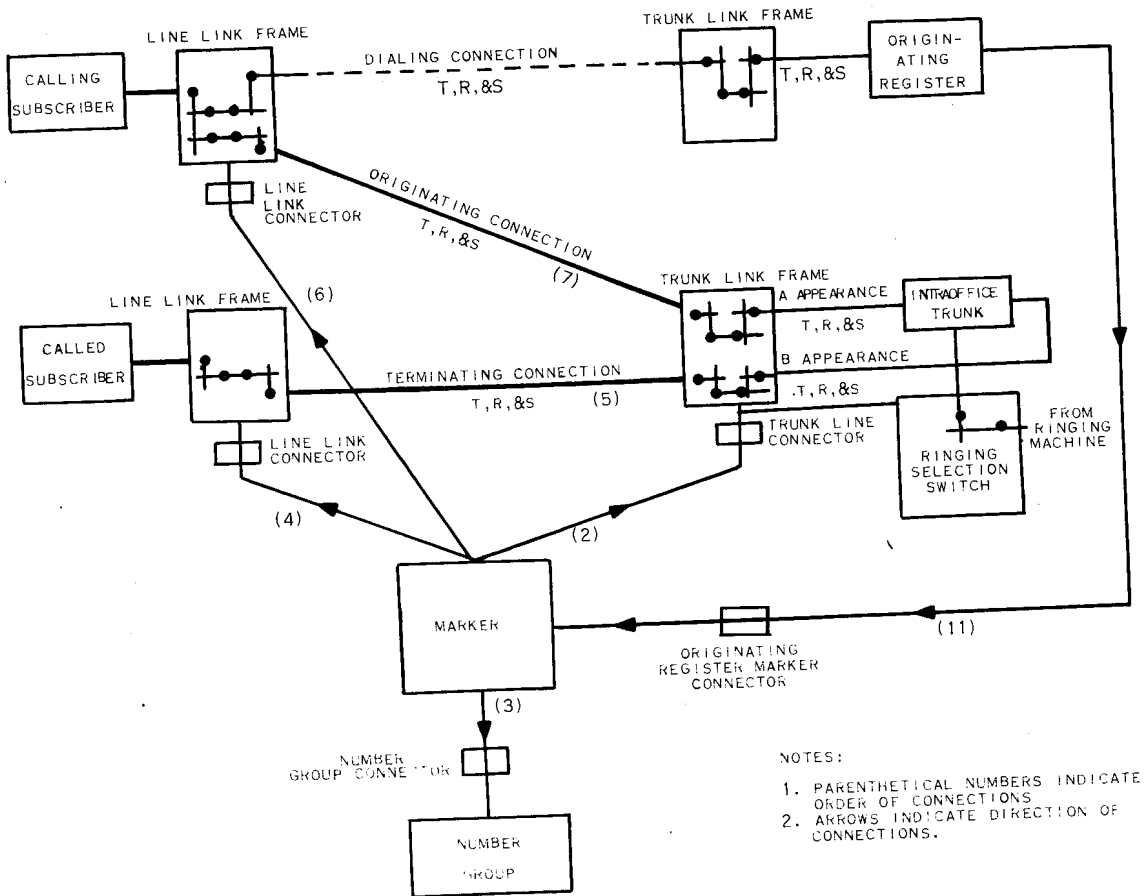 LINE LINK FRAME
TRUNK LINK FRAME
CALLING
SUBSCRIBER
DIALING CONNECTION
T,R,&S
T,R,&S
ORIGIN-
ATING
REGISTER
LINE
LINK
CONNECTOR
ORIGINATING CONNECTION
T,R,&S
(7)
(6)
LINE LINK FRAME
TRUNK LINK FRAME
A APPEARANCE
T,R,&S
INTRAOFFICE
TRUNK
CALLED
SUBSCRIBER
TERMINATING CONNECTION
T,R,&S
(5)
B APPEARANCE
.T,R,&S
LINE LINK
CONNECTOR
TRUNK LINE
CONNECTOR
FROM
RINGING
MACHINE
RINGING
SELECTION
SWITCH
(4)
(2)
MARKER
(11)
ORIGINATING
REGISTER MARKER
CONNECTOR
(3)
NUMBER
GROUP CONNECTOR
NUMBER
GROUP
NOTES:
1. PARENTHETICAL NUMBERS INDICATE
ORDER OF CONNECTIONS
2. ARROWS INDICATE DIRECTION OF
CONNECTIONS.